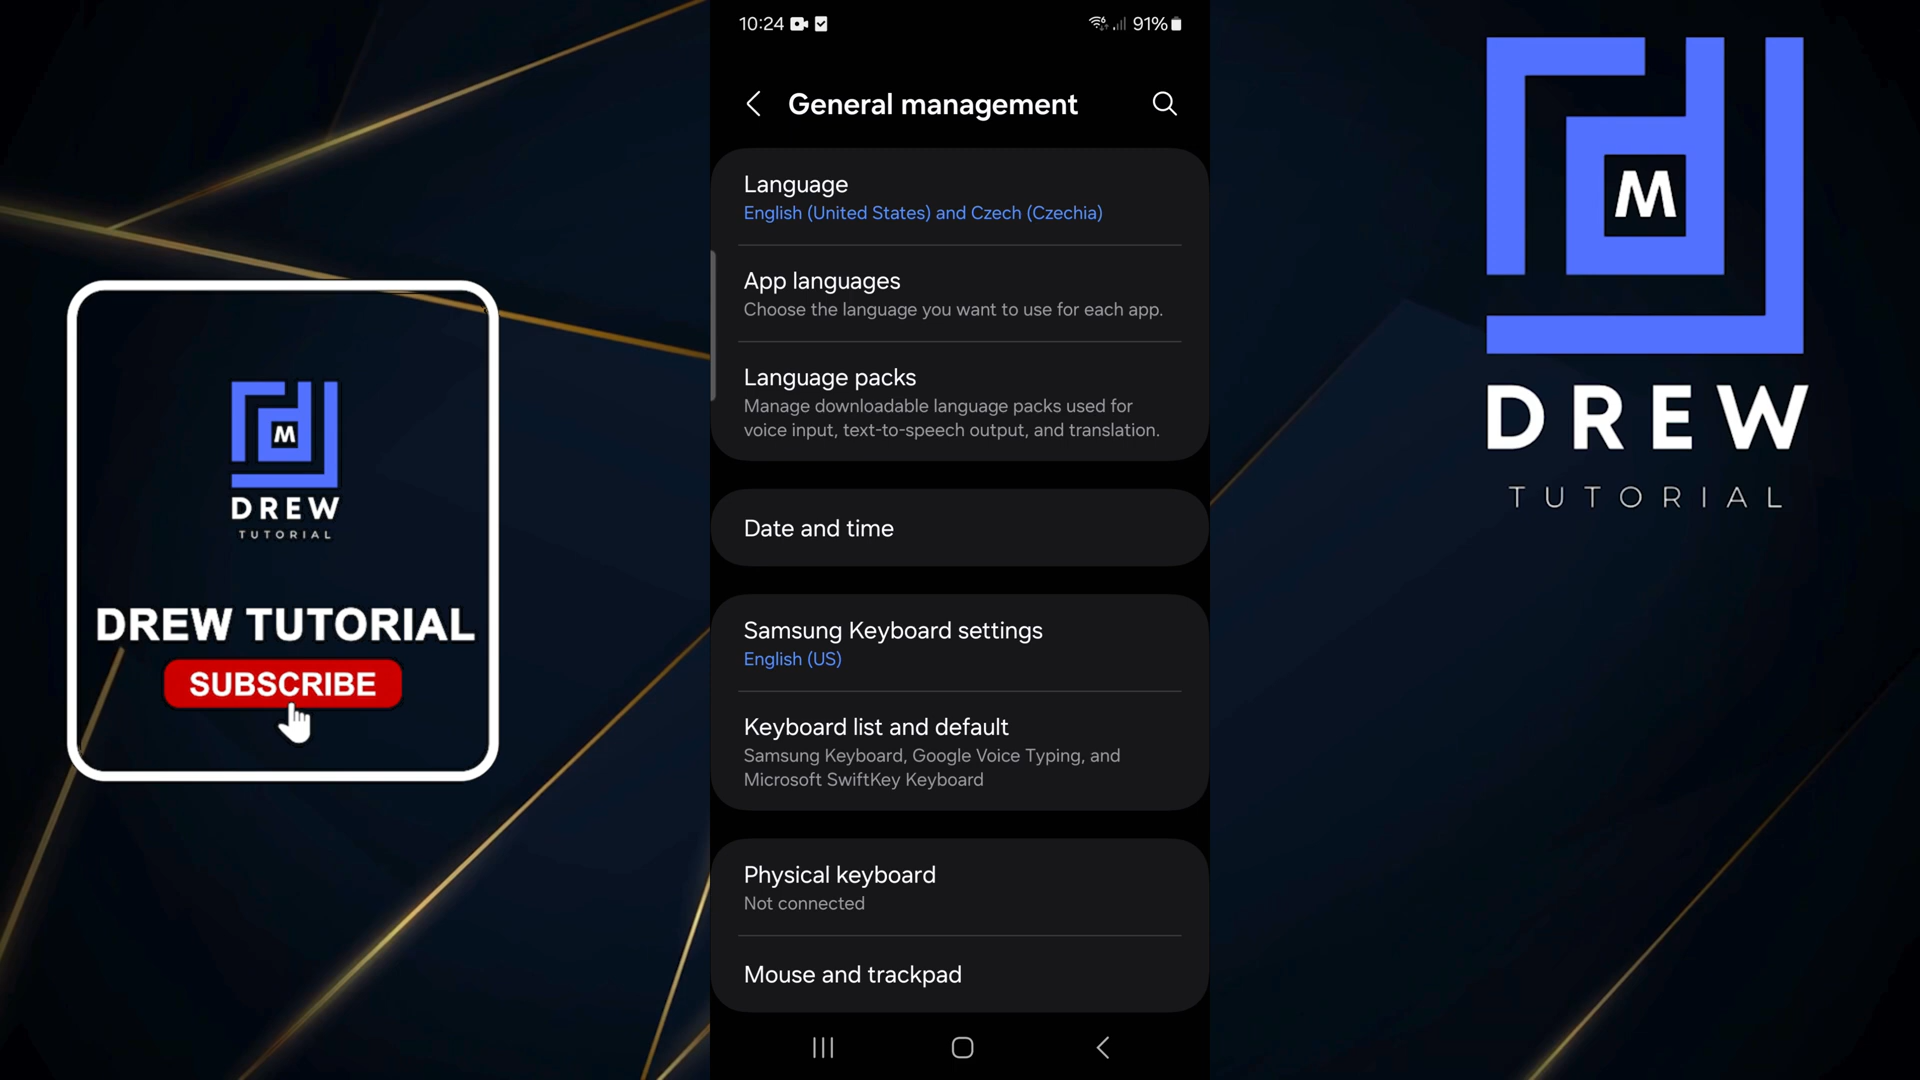 10:24
91%
General management
Language
English (United States) and Czech (Czechia)
App languages
Choose the language you want to use for each app.
Language packs
Manage downloadable language packs used for
voice input, text-to-speech output, and translation.
Date and time
Samsung Keyboard settings
English (US)
Keyboard list and default
Samsung Keyboard, Google Voice Typing, and
Microsoft SwiftKey Keyboard
Physical keyboard
Not connected
Mouse and trackpad
M
DREW
TUTORIAL
DREW TUTORIAL
SUBSCRIBE
M
DREW
TUTORIAL